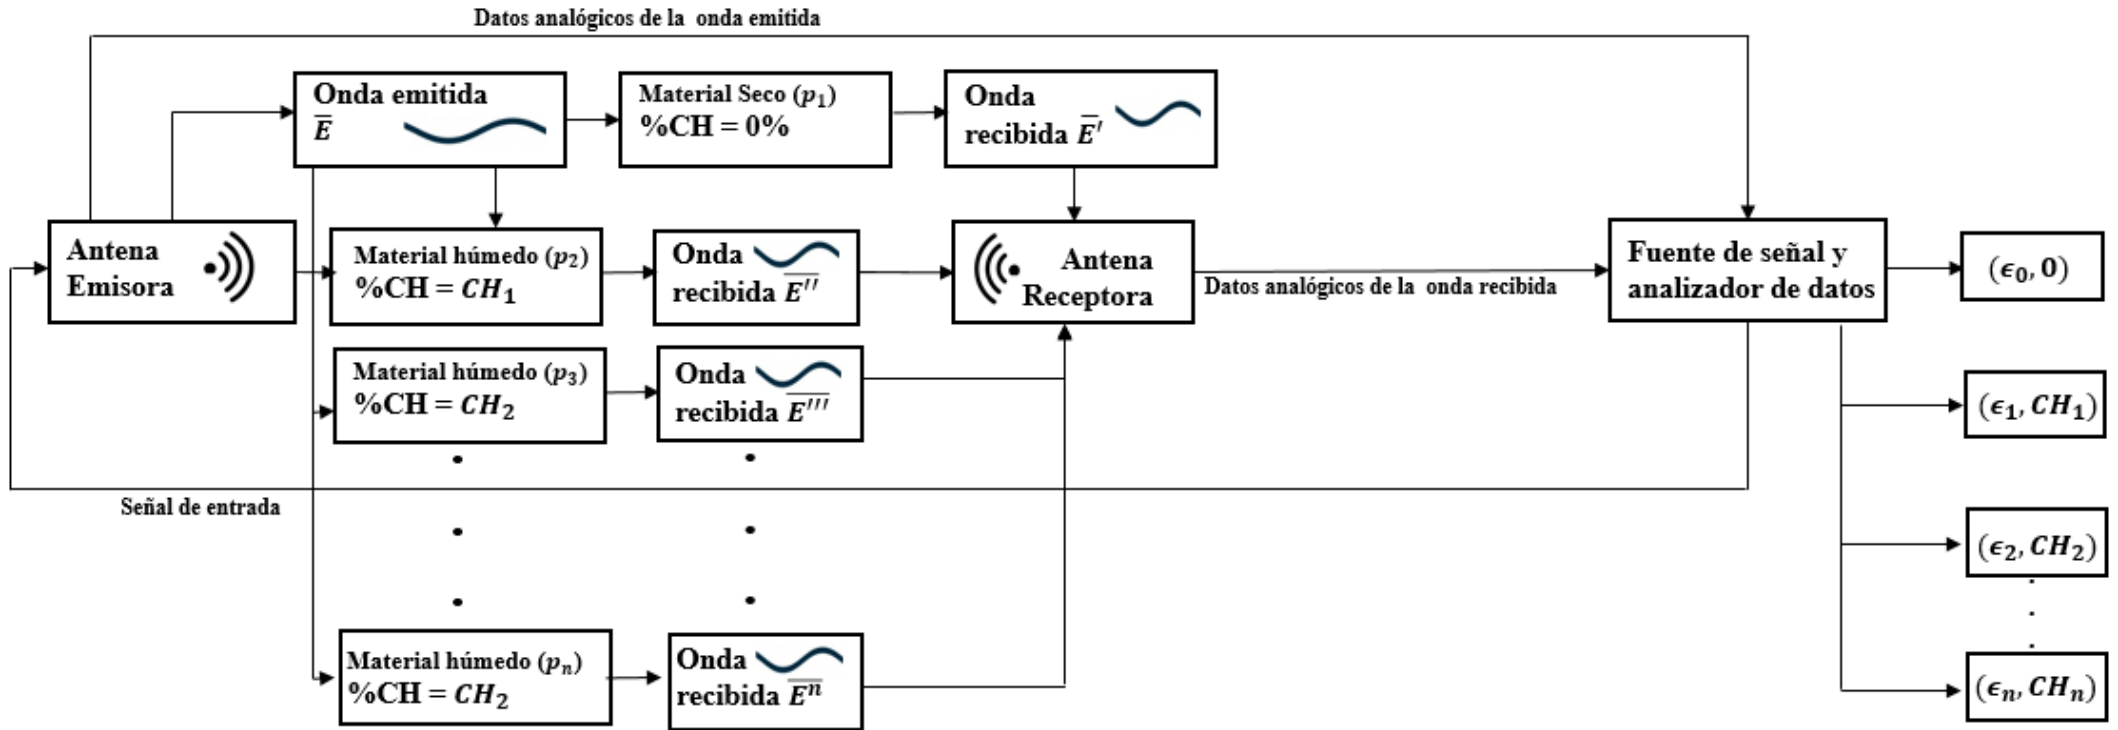 Datos analógicos de la onda emitida
Onda emitida
E̅
Material Seco (p₁)
%CH = 0%
Onda
recibida E̅′
Antena
Emisora
Material húmedo (p₂)
%CH = CH₁
Onda
recibida E̅″
Antena
Receptora
Datos analógicos de la onda recibida
Fuente de señal y
analizador de datos
(ϵ₀, 0)
Material húmedo (p₃)
%CH = CH₂
Onda
recibida E̅‴
(ϵ₁, CH₁)
Señal de entrada
(ϵ₂, CH₂)
Material húmedo (pₙ)
%CH = CH₂
Onda
recibida E̅ⁿ
(ϵₙ, CHₙ)